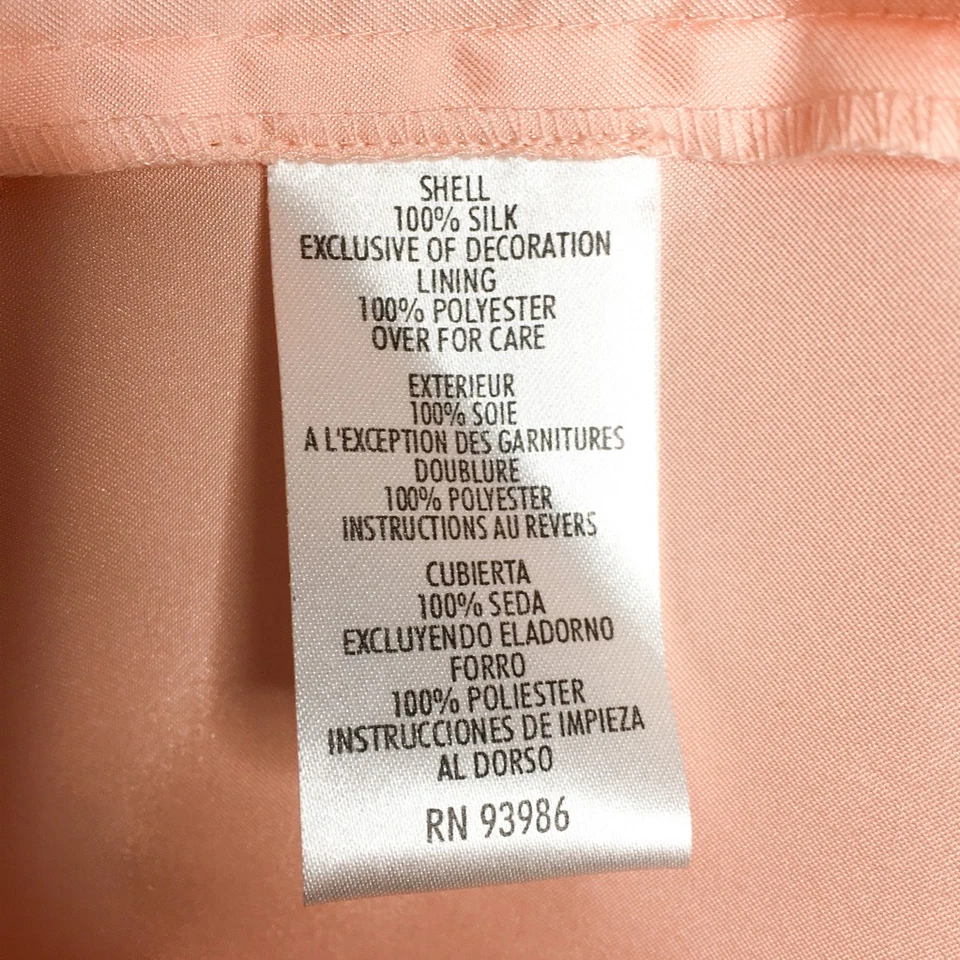 SHELL
100% SILK
EXCLUSIVE OF DECORATION
LINING
100% POLYESTER
OVER FOR CARE
EXTERIEUR
100% SOIE
A L'EXCEPTION DES GARNITURES
DOUBLURE
100% POLYESTER
INSTRUCTIONS AU REVERS
CUBIERTA
100% SEDA
EXCLUYENDO ELADORNO
FORRO
100% POLIESTER
INSTRUCCIONES DE IMPIEZA
AL DORSO
RN 93986